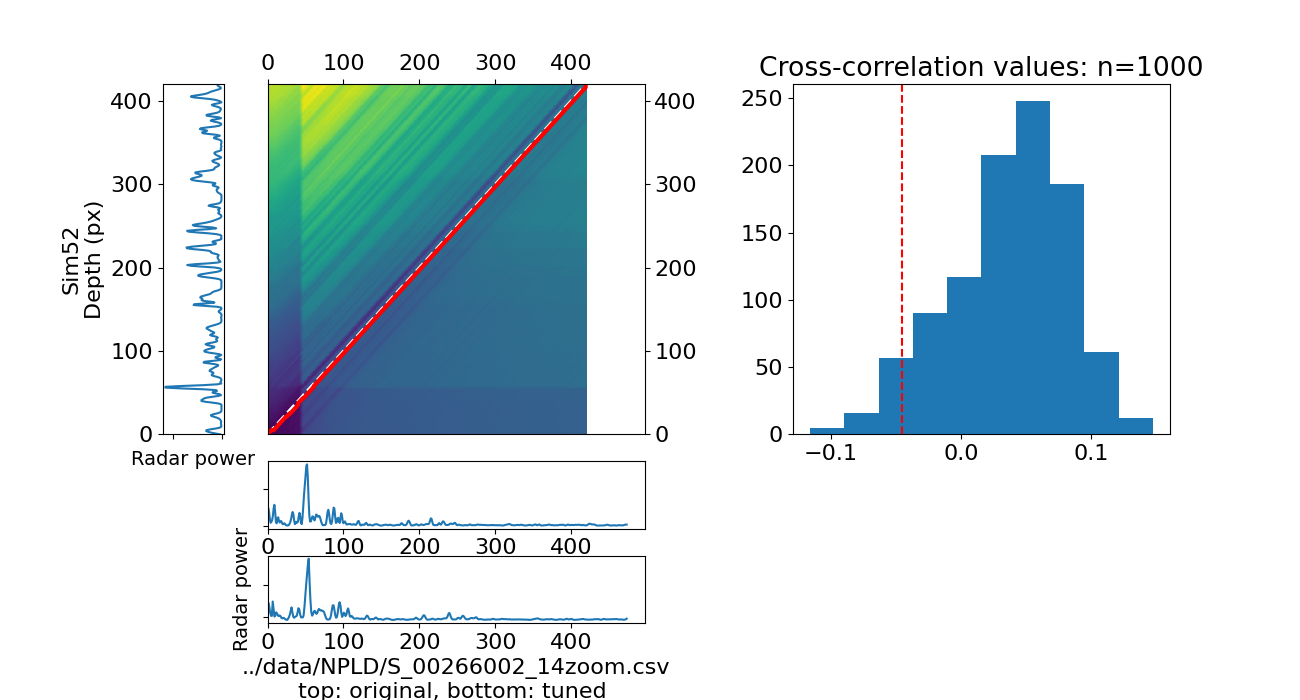 0 100 200 300 400
Cross-correlation values: n=1000
400
300
200
100
0
Sim52
Depth (px)
Radar power
400
300
200
100
0
250
200
150
100
50
0
−0.1 0.0 0.1
0 100 200 300 400
Radar power
0 100 200 300 400
../data/NPLD/S_00266002_14zoom.csv
top: original, bottom: tuned